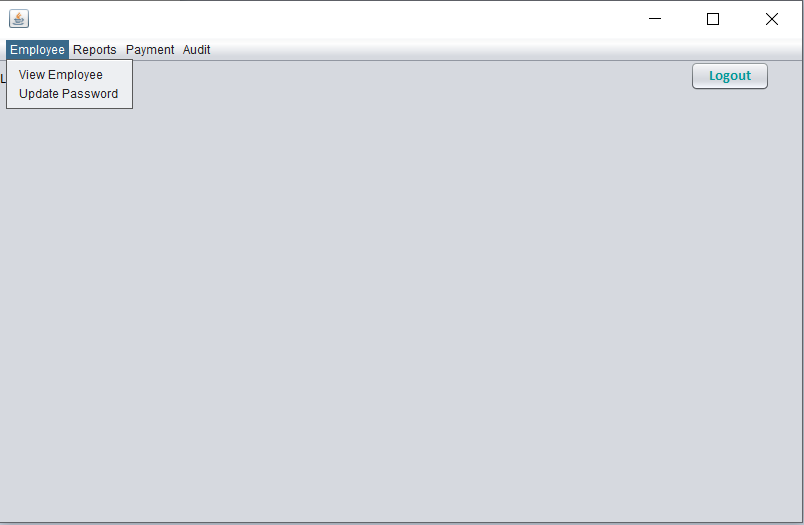 Employee Reports Payment Audit
View Employee
Update Password
Logout